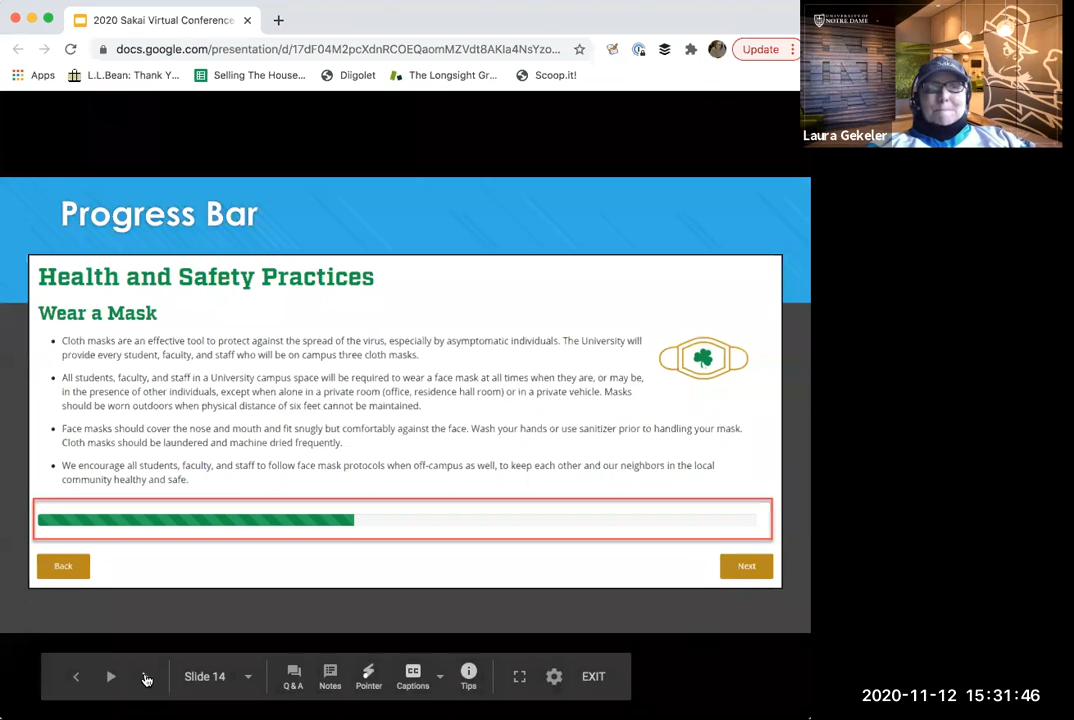 2020 Sakai Virtual Conference
docs.google.com/presentation/d/17dF04M2pcXdnRCOEQaomMZVdt8AKIa4NsYzo...
Update
Apps
L.L.Bean: Thank Y...
Selling The House...
Diigolet
The Longsight Gr...
Scoop.it!
UNIVERSITY OF
NOTRE DAME
Laura Gekeler
Progress Bar
Health and Safety Practices
Wear a Mask
• Cloth masks are an effective tool to protect against the spread of the virus, especially by asymptomatic individuals. The University will
provide every student, faculty, and staff who will be on campus three cloth masks.
• All students, faculty, and staff in a University campus space will be required to wear a face mask at all times when they are, or may be,
in the presence of other individuals, except when alone in a private room (office, residence hall room) or in a private vehicle. Masks
should be worn outdoors when physical distance of six feet cannot be maintained.
• Face masks should cover the nose and mouth and fit snugly but comfortably against the face. Wash your hands or use sanitizer prior to handling your mask.
Cloth masks should be laundered and machine dried frequently.
• We encourage all students, faculty, and staff to follow face mask protocols when off-campus as well, to keep each other and our neighbors in the local
community healthy and safe.
Back
Next
Slide 14
Q & A
Notes
Pointer
CC
Captions
Tips
EXIT
2020-11-12 15:31:46